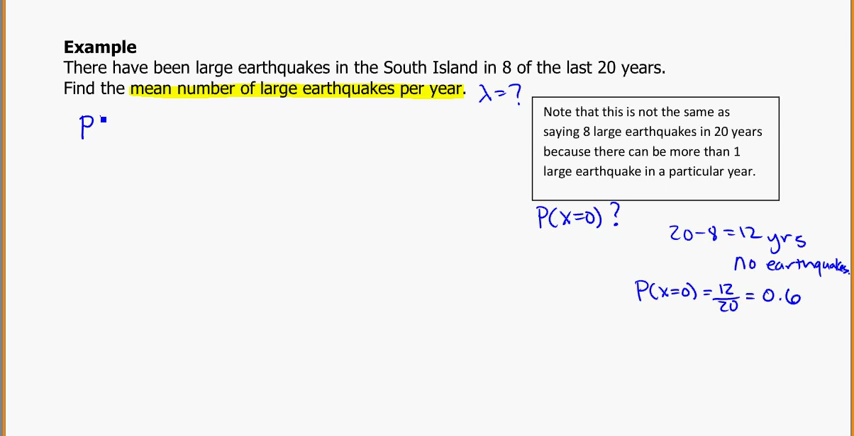 Example
There have been large earthquakes in the South Island in 8 of the last 20 years.
Find the mean number of large earthquakes per year. λ=?
Note that this is not the same as
saying 8 large earthquakes in 20 years
because there can be more than 1
large earthquake in a particular year.
P
P(x=0)?
20-8=12 yrs
no earthquakes.
P(x=0) = 12/20 = 0.6